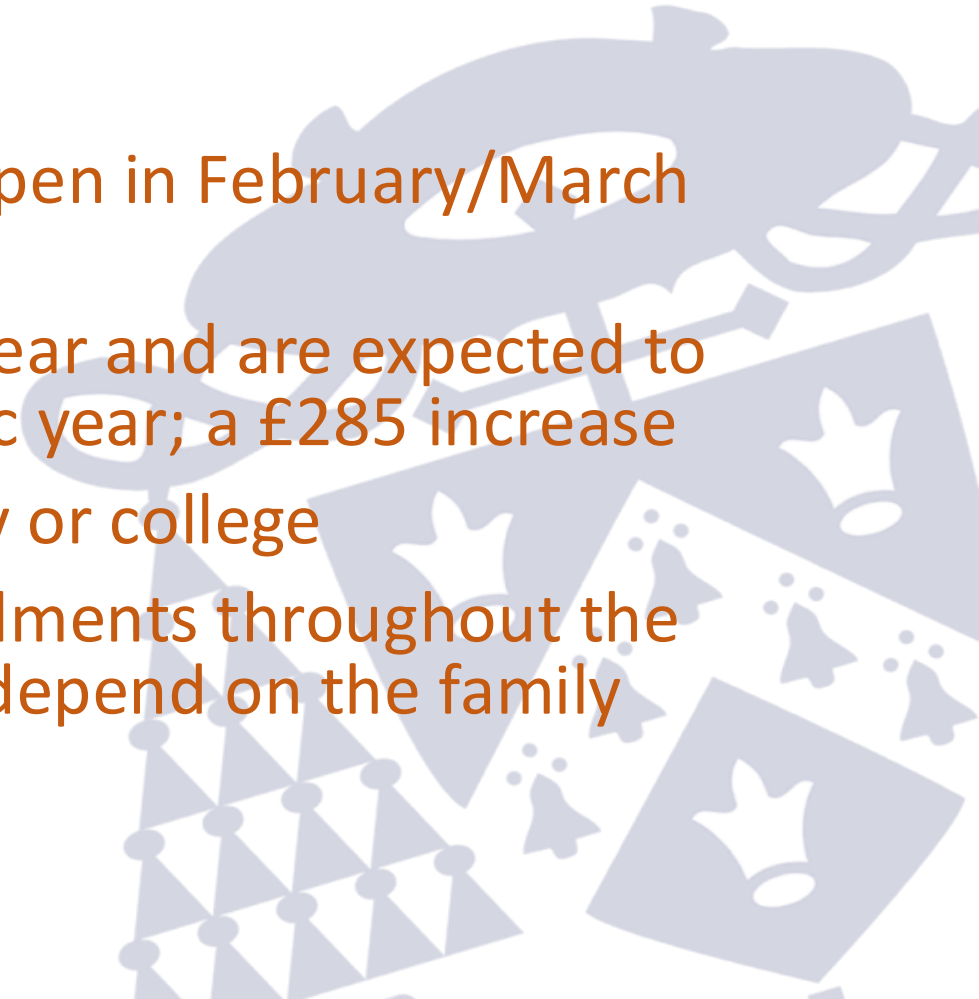 pen in February/March
ear and are expected to
c year; a £285 increase
y or college
lments throughout the
depend on the family